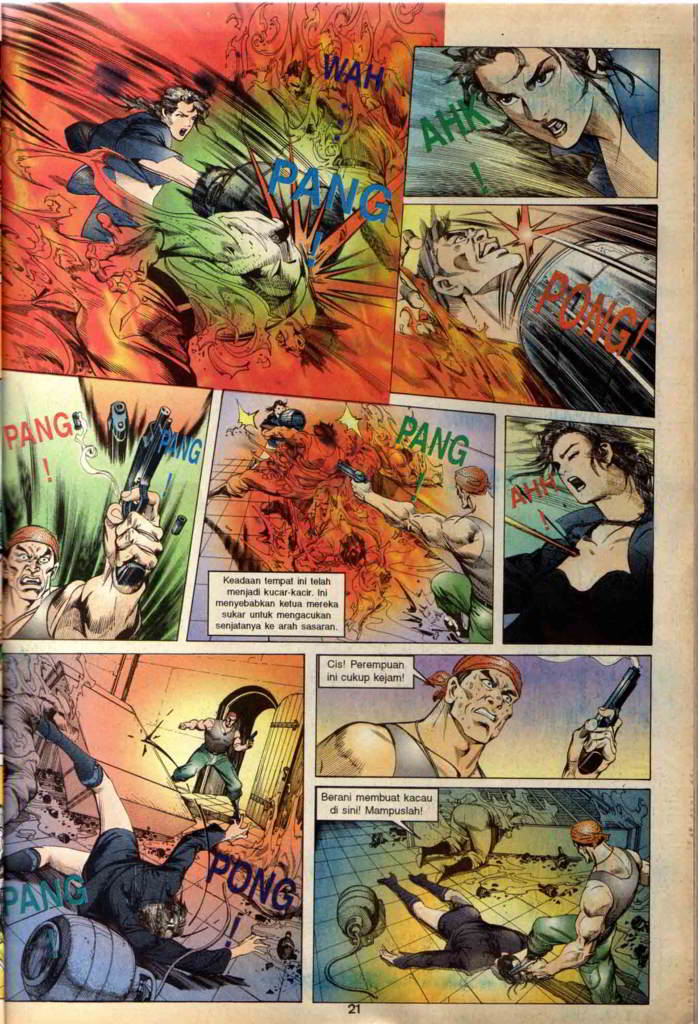 WAH
!
PANG
!
AHK
!
PONG!
PANG
!
PANG
!
PANG
!
Keadaan tempat ini telah
menjadi kucar-kacir. Ini
menyebabkan ketua mereka
sukar untuk mengacukan
senjatanya ke arah sasaran.
AHH
!
PONG
!
PANG
!
Cis! Perempuan
ini cukup kejam!
Berani membuat kacau
di sini! Mampuslah!
21